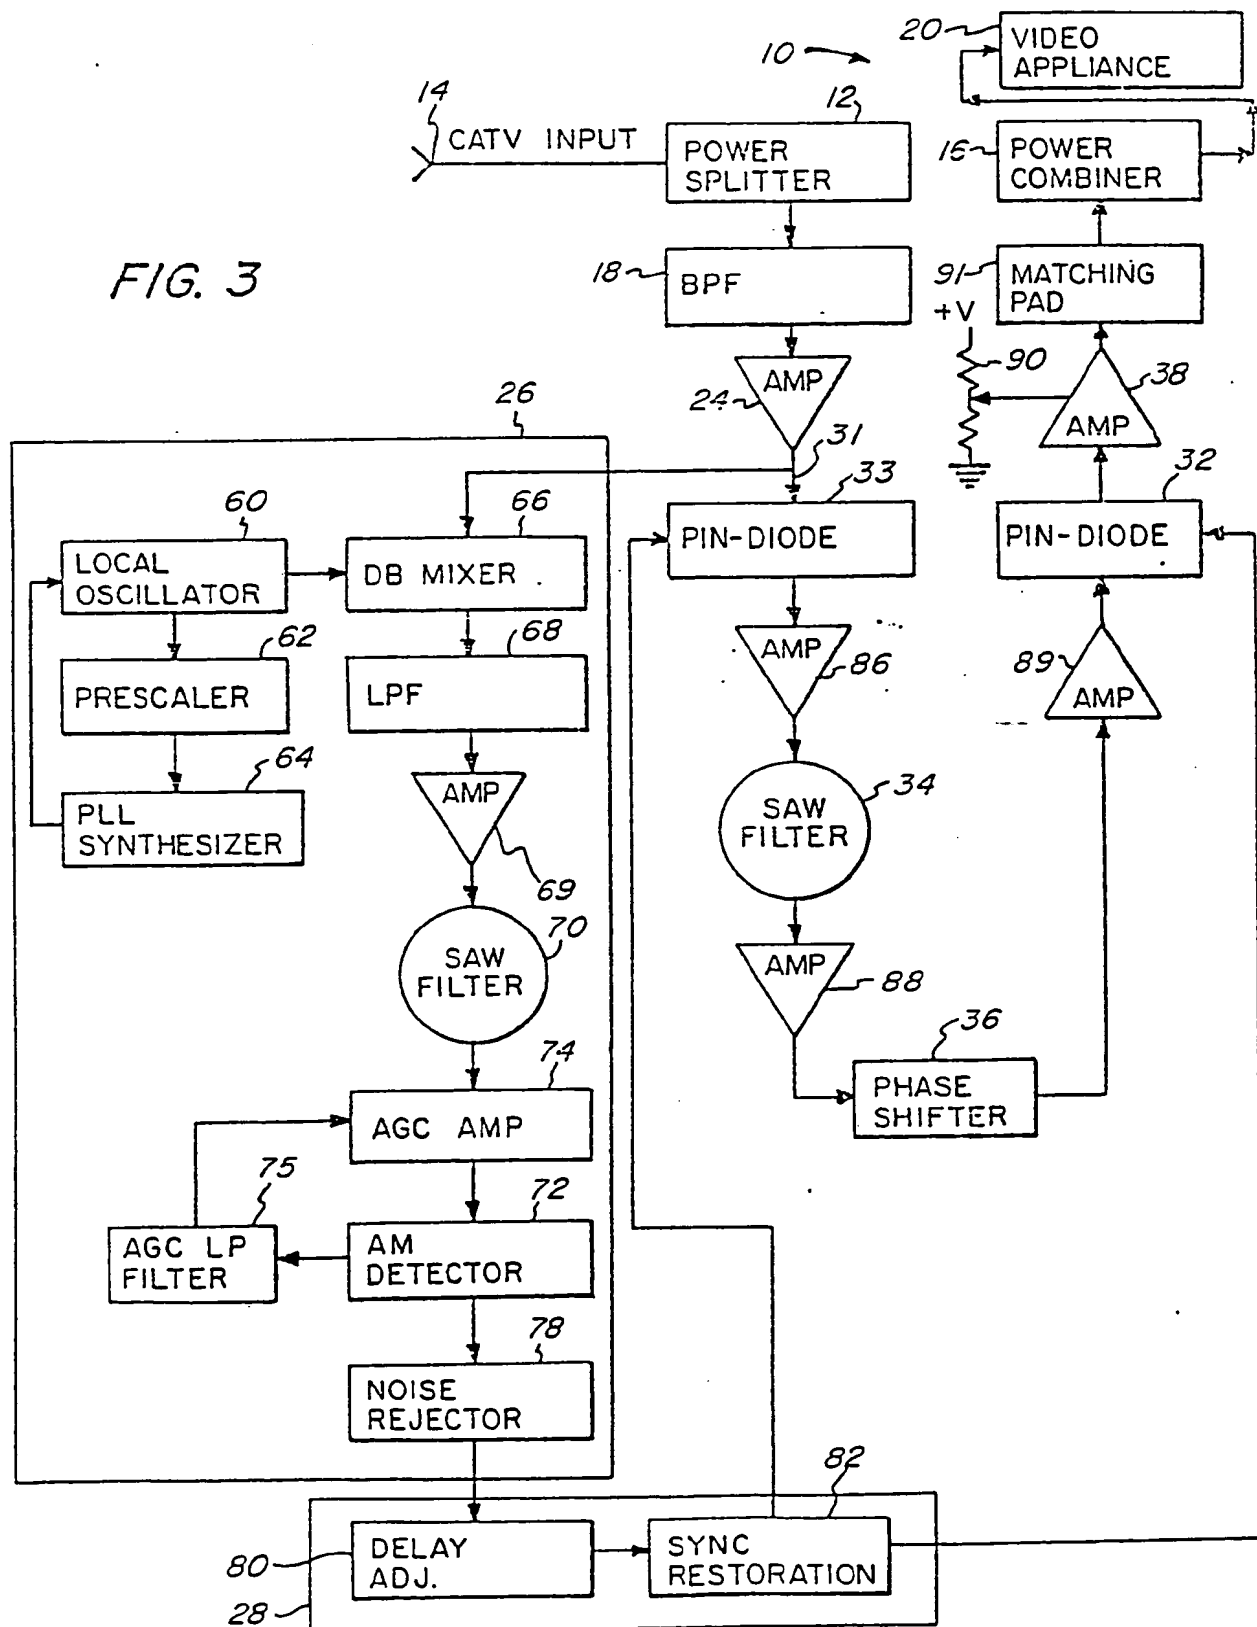 20
VIDEO
APPLIANCE
10
14
CATV INPUT
12
POWER
SPLITTER
16
POWER
COMBINER
FIG. 3
18
BPF
91
MATCHING
PAD
+V
90
AMP
24
38
AMP
26
31
33
PIN-DIODE
32
PIN-DIODE
60
LOCAL
OSCILLATOR
66
DB MIXER
62
PRESCALER
68
LPF
64
PLL
SYNTHESIZER
AMP
69
AMP
86
89
AMP
SAW
FILTER
34
SAW
FILTER
70
AMP
88
36
PHASE
SHIFTER
74
AGC AMP
75
AGC LP
FILTER
72
AM
DETECTOR
78
NOISE
REJECTOR
82
80
DELAY
ADJ.
SYNC
RESTORATION
28